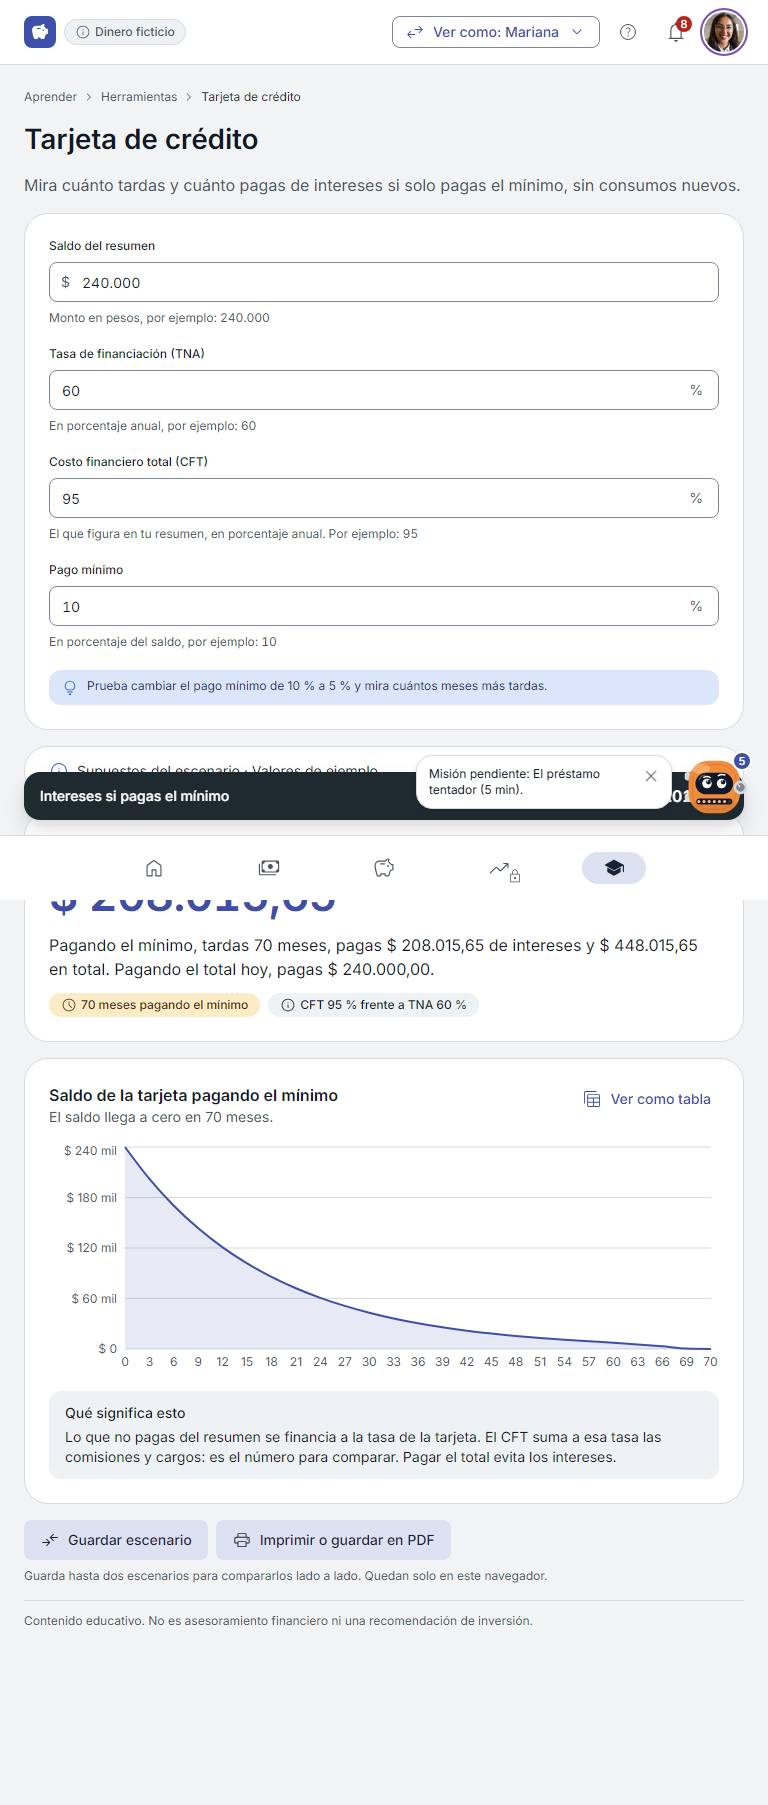 Dinero ficticio
Ver como: Mariana
8
Aprender
Herramientas
Tarjeta de crédito
Tarjeta de crédito
Mira cuánto tardas y cuánto pagas de intereses si solo pagas el mínimo, sin consumos nuevos.
Saldo del resumen
$ 240.000
Monto en pesos, por ejemplo: 240.000
Tasa de financiación (TNA)
60 %
En porcentaje anual, por ejemplo: 60
Costo financiero total (CFT)
95 %
El que figura en tu resumen, en porcentaje anual. Por ejemplo: 95
Pago mínimo
10 %
En porcentaje del saldo, por ejemplo: 10
Prueba cambiar el pago mínimo de 10 % a 5 % y mira cuántos meses más tardas.
Supuestos del escenario · Valores de ejemplo
Misión pendiente: El préstamo
tentador (5 min).
5
Intereses si pagas el mínimo
$ 208.015,65
Pagando el mínimo, tardas 70 meses, pagas $ 208.015,65 de intereses y $ 448.015,65
en total. Pagando el total hoy, pagas $ 240.000,00.
70 meses pagando el mínimo
CFT 95 % frente a TNA 60 %
Saldo de la tarjeta pagando el mínimo
Ver como tabla
El saldo llega a cero en 70 meses.
$ 240 mil
$ 180 mil
$ 120 mil
$ 60 mil
$ 0
0 3 6 9 12 15 18 21 24 27 30 33 36 39 42 45 48 51 54 57 60 63 66 69 70
Qué significa esto
Lo que no pagas del resumen se financia a la tasa de la tarjeta. El CFT suma a esa tasa las
comisiones y cargos: es el número para comparar. Pagar el total evita los intereses.
Guardar escenario
Imprimir o guardar en PDF
Guarda hasta dos escenarios para compararlos lado a lado. Quedan solo en este navegador.
Contenido educativo. No es asesoramiento financiero ni una recomendación de inversión.